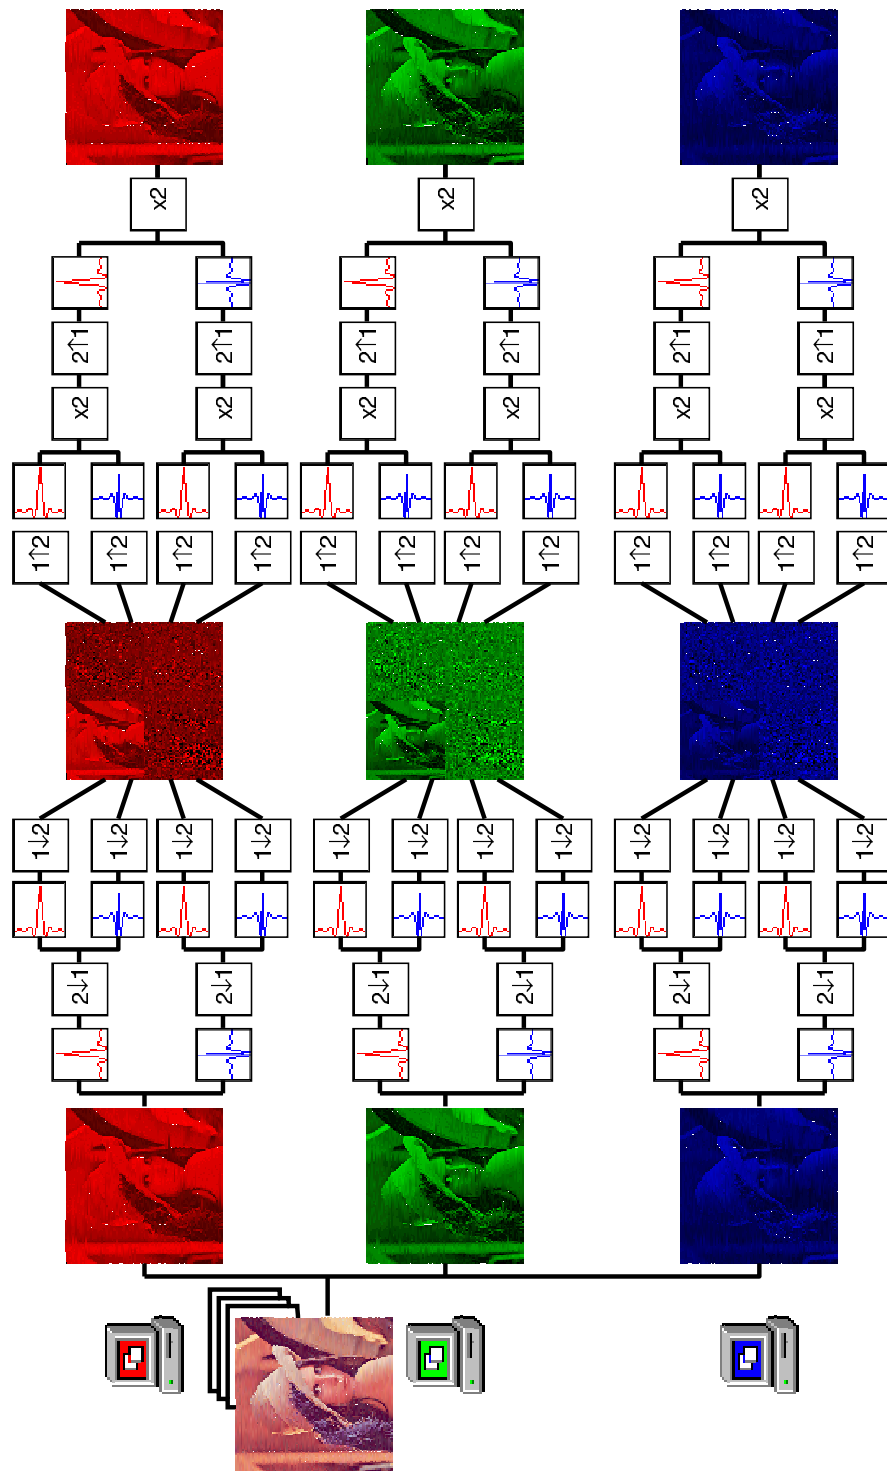 x2 x2 x2
2↑1 2↑1 2↑1 2↑1 2↑1 2↑1
x2 x2 x2 x2 x2 x2
1↑2 1↑2 1↑2 1↑2 1↑2 1↑2 1↑2 1↑2 1↑2 1↑2 1↑2 1↑2
1↓2 1↓2 1↓2 1↓2 1↓2 1↓2 1↓2 1↓2 1↓2 1↓2 1↓2 1↓2
2↓1 2↓1 2↓1 2↓1 2↓1 2↓1